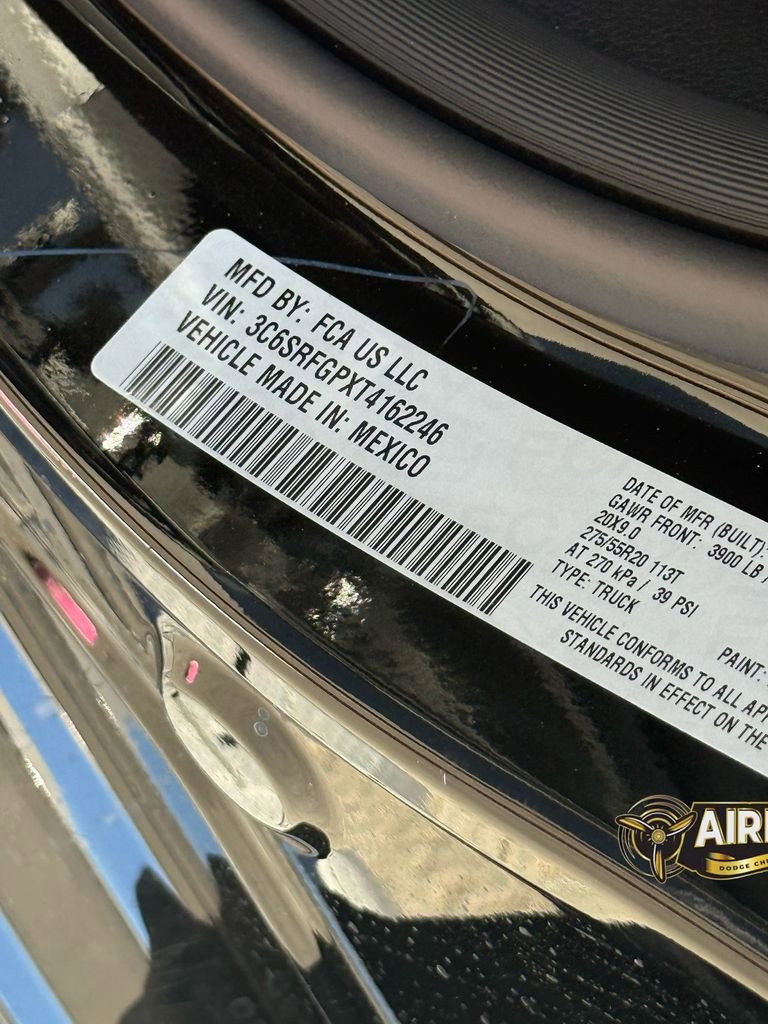 MFD BY: FCA US LLC
VIN: 3C6SRFGPXT4162246
VEHICLE MADE IN: MEXICO
DATE OF MFR (BUILT):
GAWR FRONT: 3900 LB
20X9.0
275/55R20 113T
AT 270 kPa / 39 PSI
TYPE: TRUCK
PAINT:
THIS VEHICLE CONFORMS TO ALL
STANDARDS IN EFFECT ON THE
DODGE